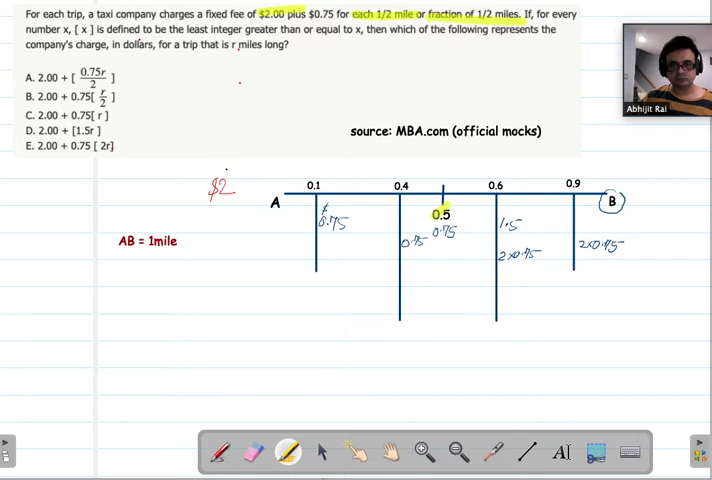 For each trip, a taxi company charges a fixed fee of $2.00 plus $0.75 for each 1/2 mile or fraction of 1/2 miles. If, for every
number x, [ x ] is defined to be the least integer greater than or equal to x, then which of the following represents the
company's charge, in dollars, for a trip that is r miles long?
A. 2.00 + [ 0.75r / 2 ]
B. 2.00 + 0.75[ r / 2 ]
C. 2.00 + 0.75[ r ]
D. 2.00 + [1.5r ]
E. 2.00 + 0.75 [ 2r]
source: MBA.com (official mocks)
Abhijit Rai
$2
A 0.1 0.4 0.6 0.9 B
0.5
$0.75 0.75 0.75 1.5
2x0.75 2x0.75
AB = 1mile
A